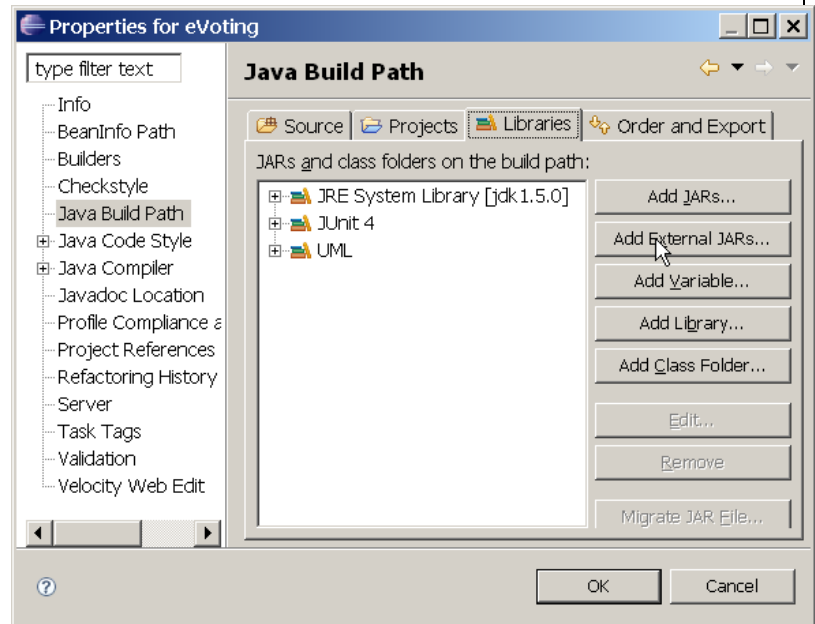 Properties for eVoting
type filter text
Info
BeanInfo Path
Builders
Checkstyle
Java Build Path
Java Code Style
Java Compiler
Javadoc Location
Profile Compliance a
Project References
Refactoring History
Server
Task Tags
Validation
Velocity Web Edit
Java Build Path
Source Projects Libraries Order and Export
JARs and class folders on the build path:
JRE System Library [jdk1.5.0]
JUnit 4
UML
Add JARs...
Add External JARs...
Add Variable...
Add Library...
Add Class Folder...
Edit...
Remove
Migrate JAR File...
OK Cancel